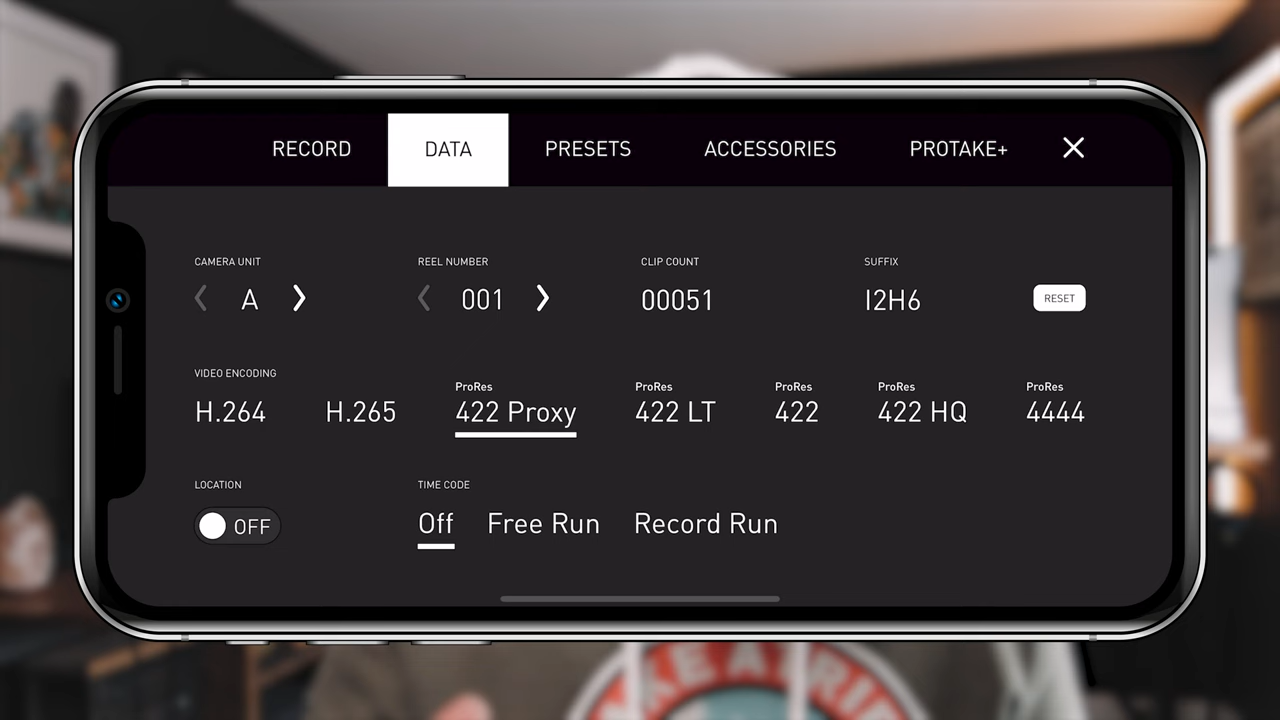 RECORD DATA PRESETS ACCESSORIES PROTAKE+
CAMERA UNIT REEL NUMBER CLIP COUNT SUFFIX
A 001 00051 I2H6 RESET
VIDEO ENCODING
ProRes ProRes ProRes ProRes ProRes
H.264 H.265 422 Proxy 422 LT 422 422 HQ 4444
LOCATION TIME CODE
OFF Off Free Run Record Run